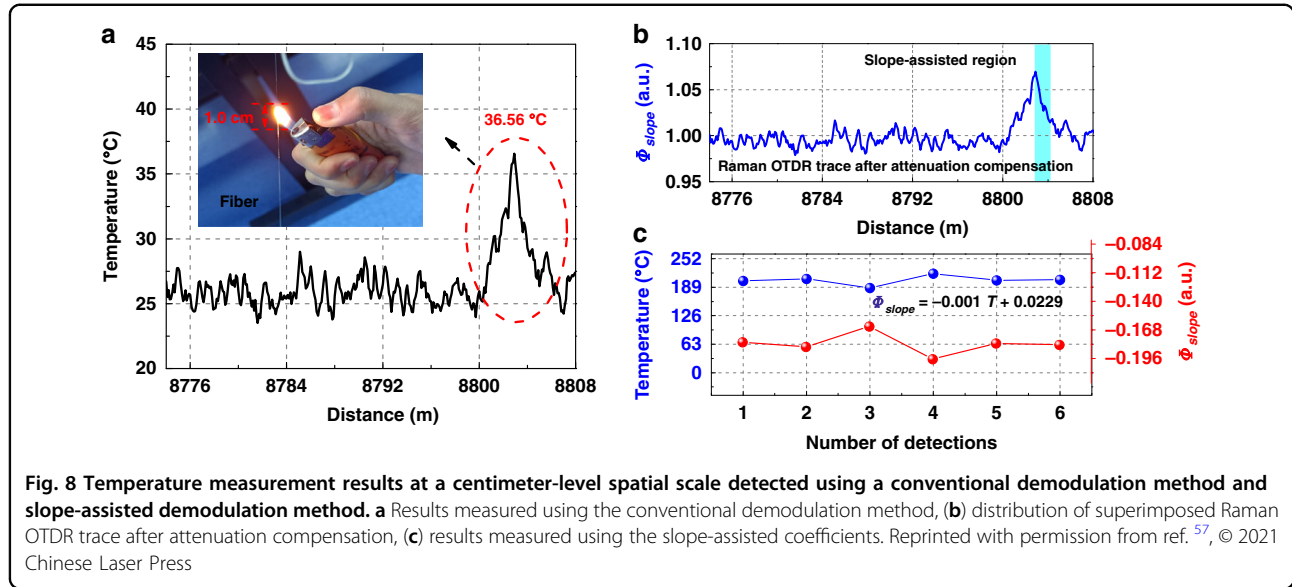 a
45
40
35
30
25
20
Temperature (°C)
1.0 cm
Fiber
36.56 °C
8776 8784 8792 8800 8808
Distance (m)
b
1.10
1.05
1.00
0.95
Φ slope (a.u.)
Slope-assisted region
Raman OTDR trace after attenuation compensation
8776 8784 8792 8800 8808
Distance (m)
c
252
189
126
63
0
Temperature (°C)
Φ slope = −0.001 T + 0.0229
−0.084
−0.112
−0.140
−0.168
−0.196
Φ slope (a.u.)
1 2 3 4 5 6
Number of detections
Fig. 8 Temperature measurement results at a centimeter-level spatial scale detected using a conventional demodulation method and
slope-assisted demodulation method. a Results measured using the conventional demodulation method, (b) distribution of superimposed Raman
OTDR trace after attenuation compensation, (c) results measured using the slope-assisted coefficients. Reprinted with permission from ref. 57, © 2021
Chinese Laser Press